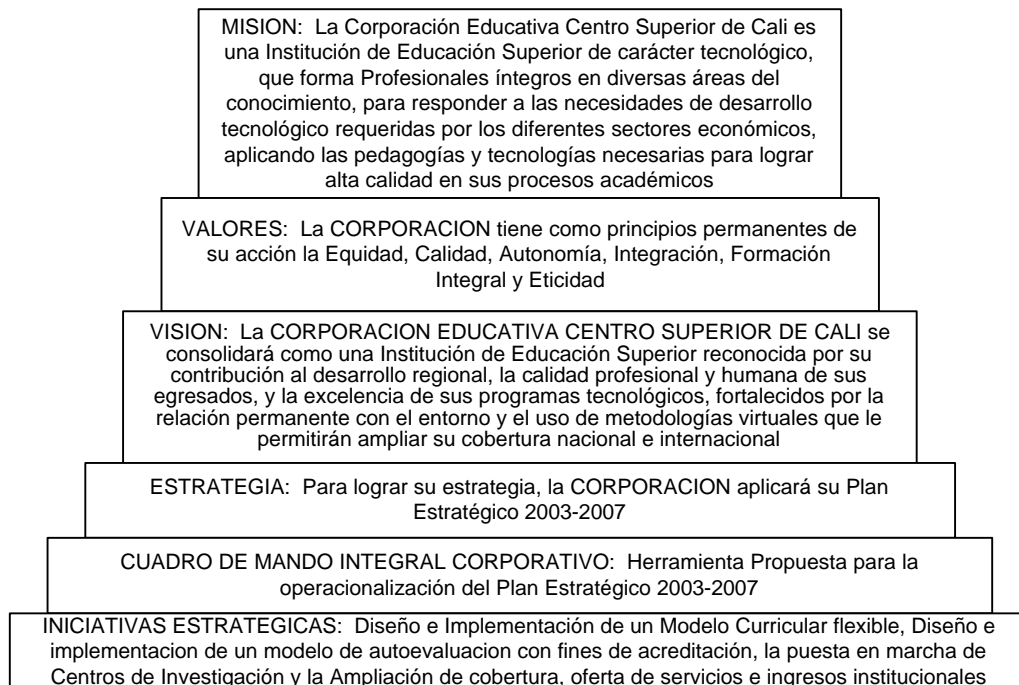 MISION: La Corporación Educativa Centro Superior de Cali es
una Institución de Educación Superior de carácter tecnológico,
que forma Profesionales íntegros en diversas áreas del
conocimiento, para responder a las necesidades de desarrollo
tecnológico requeridas por los diferentes sectores económicos,
aplicando las pedagogías y tecnologías necesarias para lograr
alta calidad en sus procesos académicos
VALORES: La CORPORACION tiene como principios permanentes de
su acción la Equidad, Calidad, Autonomía, Integración, Formación
Integral y Eticidad
VISION: La CORPORACION EDUCATIVA CENTRO SUPERIOR DE CALI se
consolidará como una Institución de Educación Superior reconocida por su
contribución al desarrollo regional, la calidad profesional y humana de sus
egresados, y la excelencia de sus programas tecnológicos, fortalecidos por la
relación permanente con el entorno y el uso de metodologías virtuales que le
permitirán ampliar su cobertura nacional e internacional
ESTRATEGIA: Para lograr su estrategia, la CORPORACION aplicará su Plan
Estratégico 2003-2007
CUADRO DE MANDO INTEGRAL CORPORATIVO: Herramienta Propuesta para la
operacionalización del Plan Estratégico 2003-2007
INICIATIVAS ESTRATEGICAS: Diseño e Implementación de un Modelo Curricular flexible, Diseño e
implementacion de un modelo de autoevaluacion con fines de acreditación, la puesta en marcha de
Centros de Investigación y la Ampliación de cobertura, oferta de servicios e ingresos institucionales